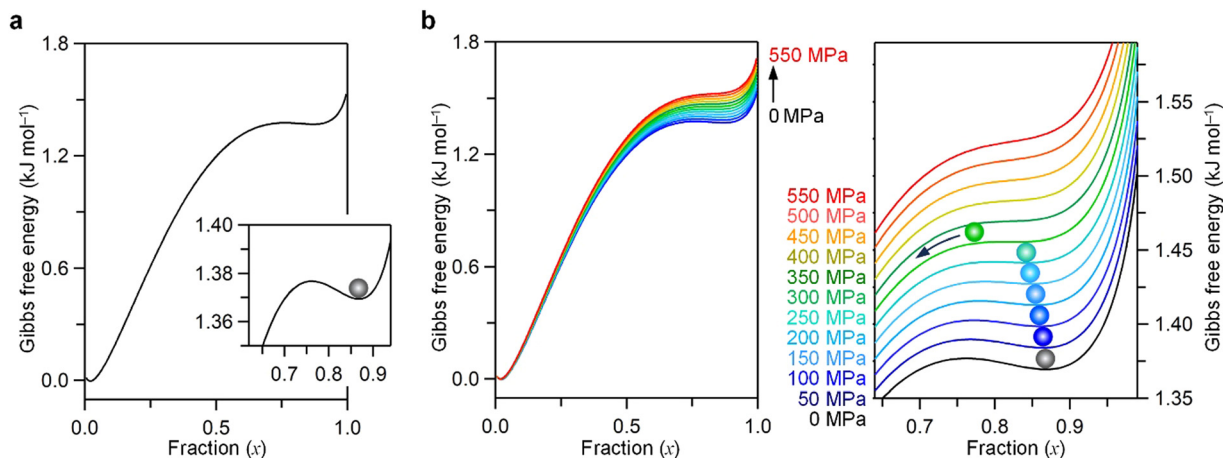 a
Gibbs free energy (kJ mol⁻¹)
1.8
1.2
0.6
0.0
0.0
0.5
1.0
Fraction (x)
1.40
1.38
1.36
0.7
0.8
0.9
b
Gibbs free energy (kJ mol⁻¹)
1.8
1.2
0.6
0.0
0.0
0.25
0.5
0.75
1.0
Fraction (x)
550 MPa
0 MPa
550 MPa
500 MPa
450 MPa
400 MPa
350 MPa
300 MPa
250 MPa
200 MPa
150 MPa
100 MPa
50 MPa
0 MPa
0.7
0.8
0.9
Fraction (x)
1.55
1.50
1.45
1.40
1.35
Gibbs free energy (kJ mol⁻¹)